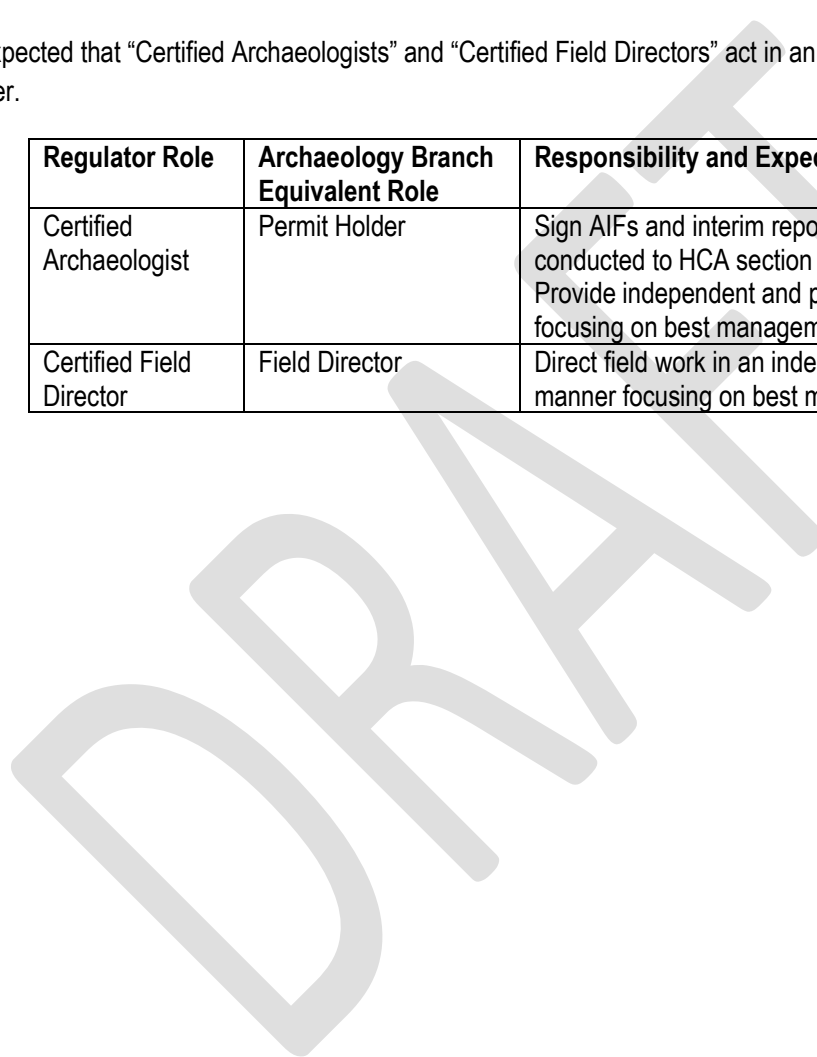 xpected that “Certified Archaeologists” and “Certified Field Directors” act in an
er.
Regulator Role
Archaeology Branch
Equivalent Role
Responsibility and Expe
Certified
Archaeologist
Permit Holder
Sign AIFs and interim repo
conducted to HCA section
Provide independent and p
focusing on best managem
Certified Field
Director
Field Director
Direct field work in an inde
manner focusing on best m
DRAFT